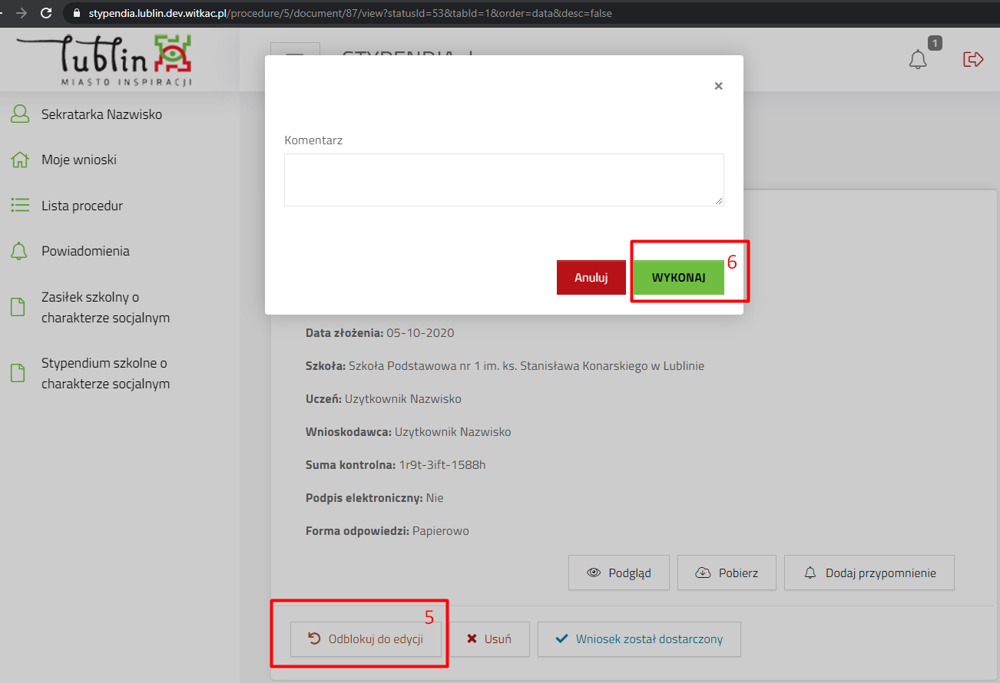 stypendia.lublin.dev.witkac.pl/procedure/5/document/87/view?statusId=53&tabId=1&order=data&desc=false
lublin
MIASTO INSPIRACJI
1
Sekratarka Nazwisko
Moje wnioski
Lista procedur
Powiadomienia
Zasiłek szkolny o
charakterze socjalnym
Stypendium szkolne o
charakterze socjalnym
×
Komentarz
Anuluj
WYKONAJ
6
Data złożenia: 05-10-2020
Szkoła: Szkoła Podstawowa nr 1 im. ks. Stanisława Konarskiego w Lublinie
Uczeń: Uzytkownik Nazwisko
Wnioskodawca: Uzytkownik Nazwisko
Suma kontrolna: 1r9t-3ift-1588h
Podpis elektroniczny: Nie
Forma odpowiedzi: Papierowo
Podgląd
Pobierz
Dodaj przypomnienie
5
Odblokuj do edycji
Usuń
Wniosek został dostarczony